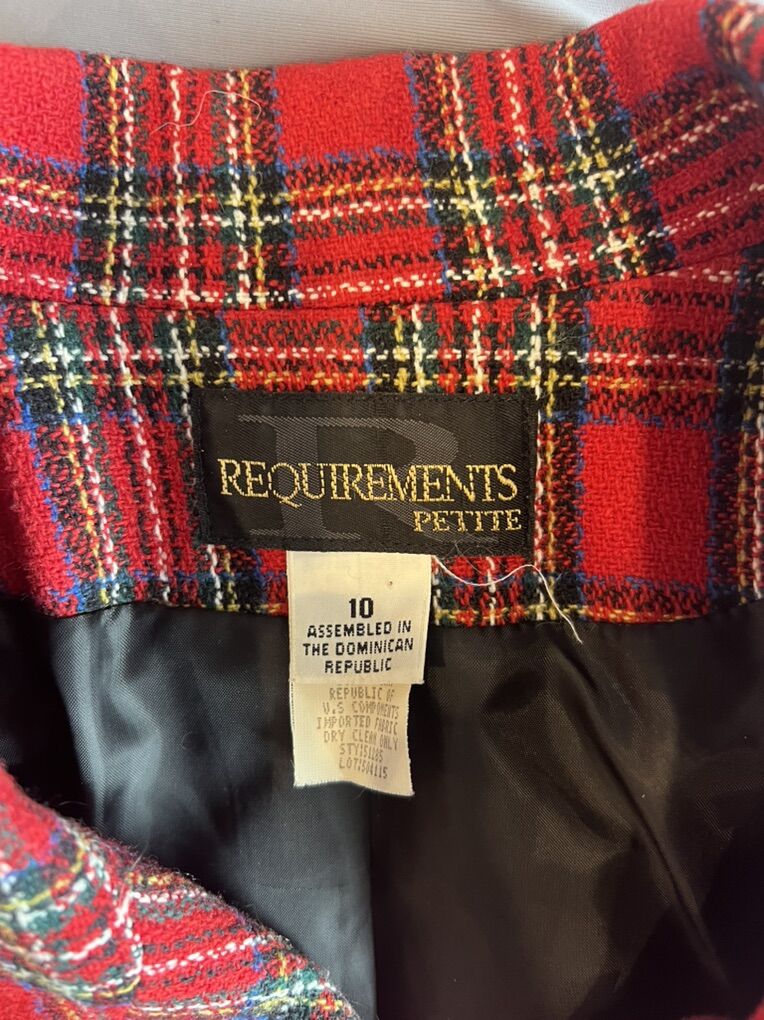 REQUIREMENTS
PETITE
10
ASSEMBLED IN
THE DOMINICAN
REPUBLIC
REPUBLIC OF
U.S COMPONENTS
IMPORTED FABRIC
DRY CLEAN ONLY